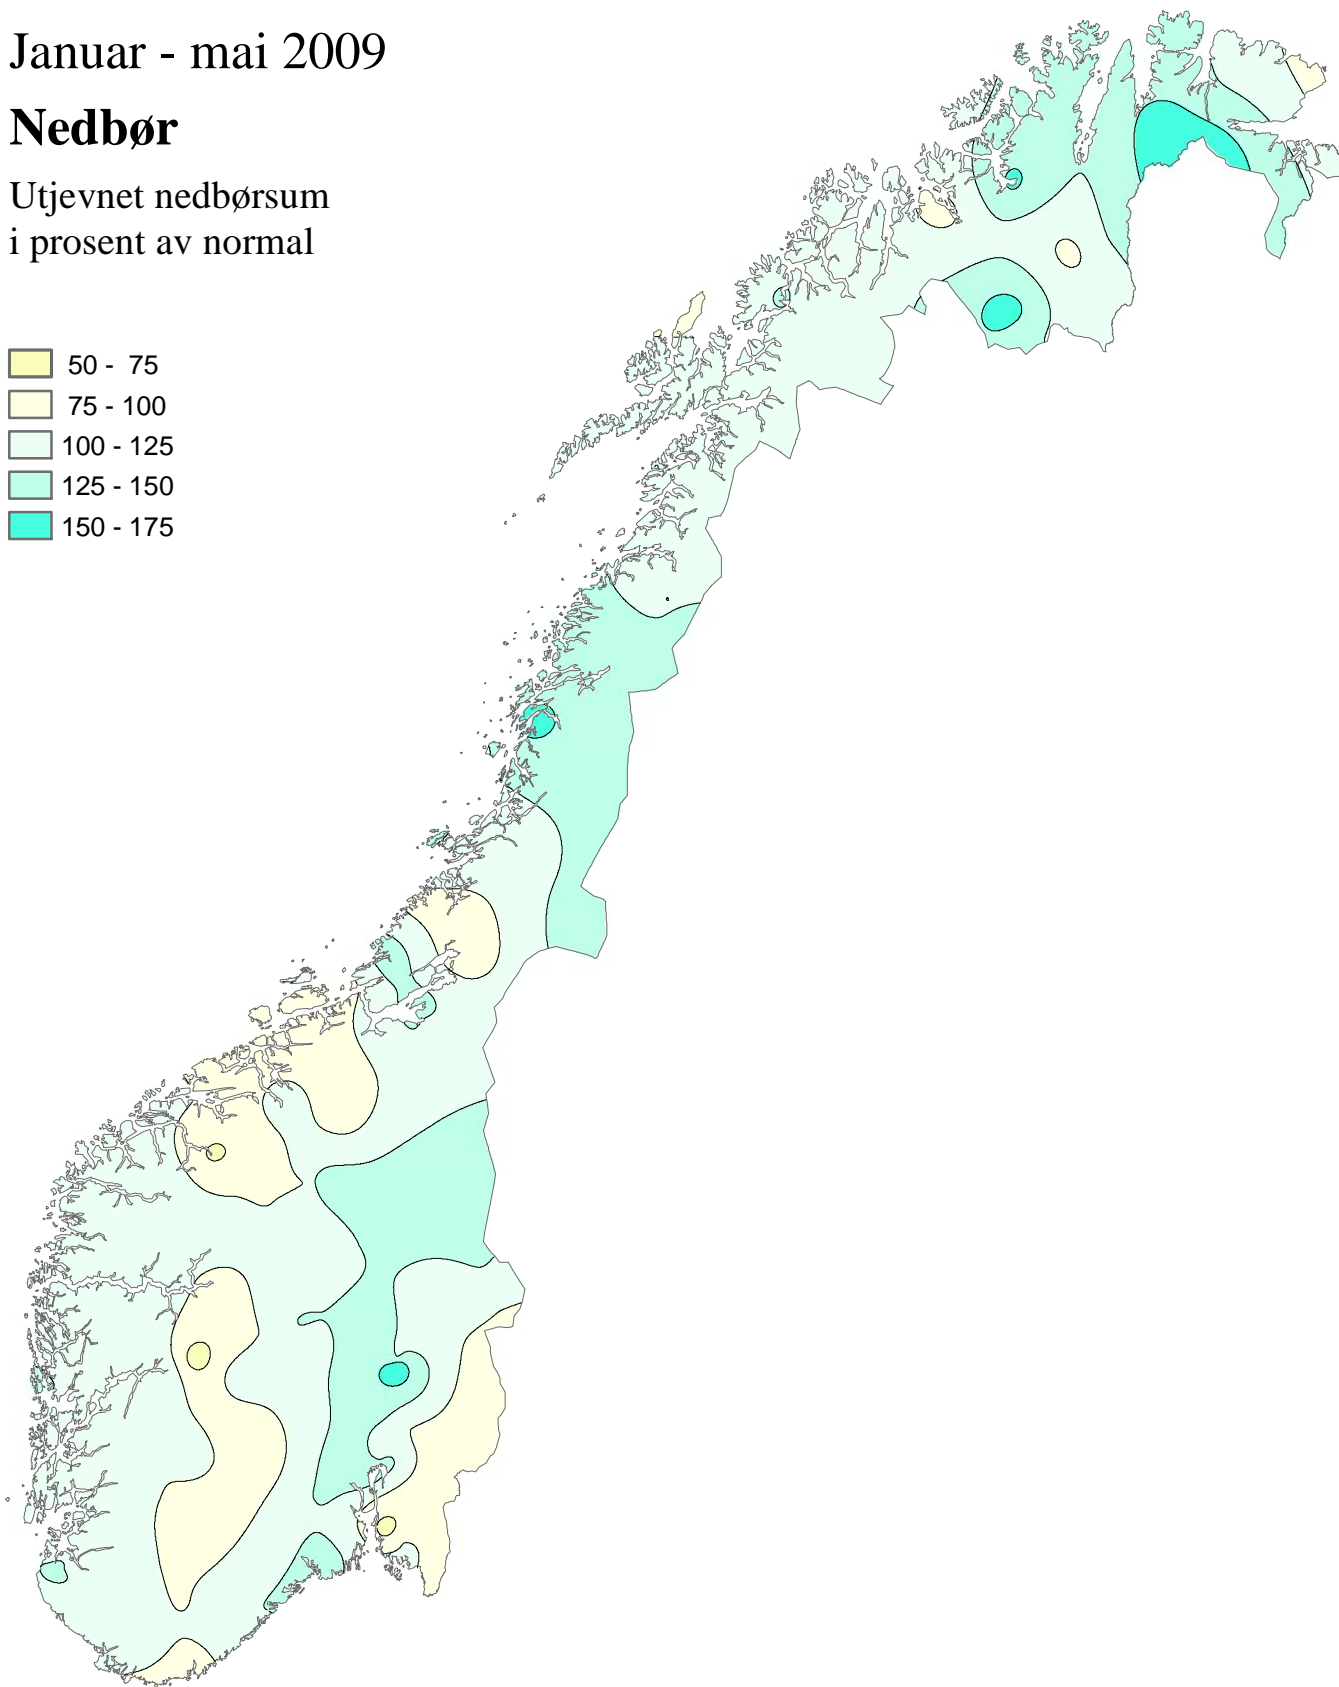 Januar - mai 2009
Nedbør
Utjevnet nedbørsum
i prosent av normal
50 - 75
75 - 100
100 - 125
125 - 150
150 - 175